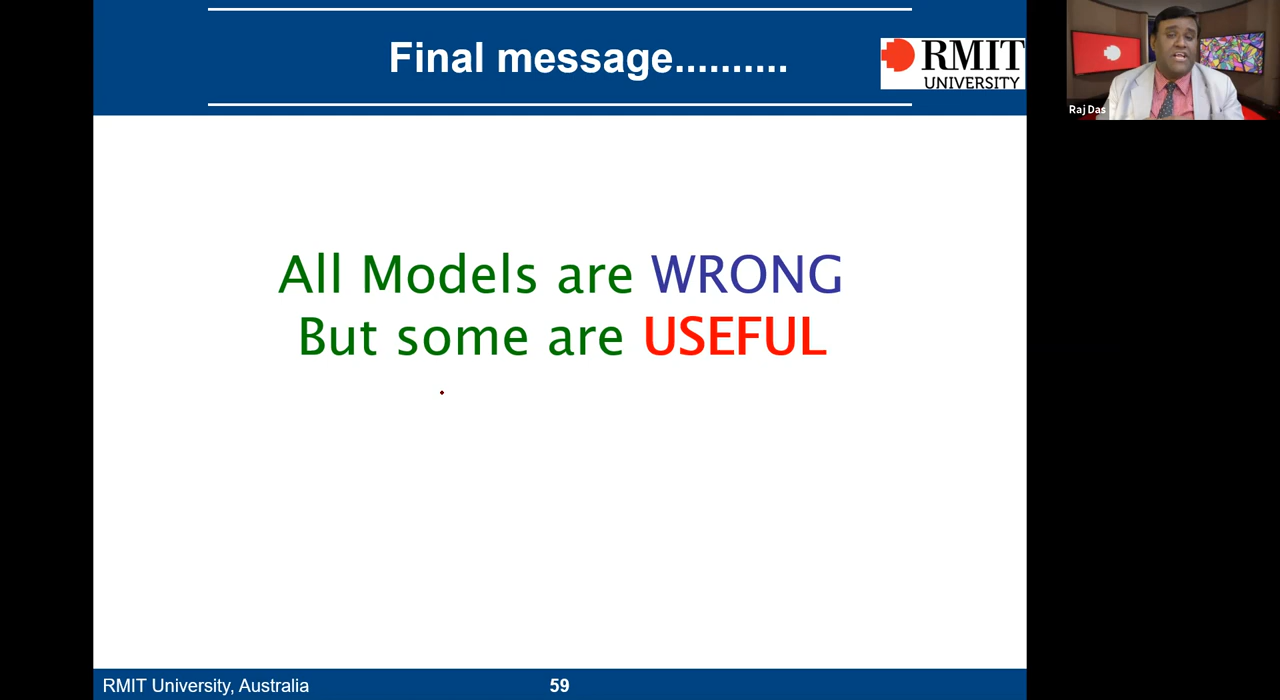 Final message..........
RMIT
UNIVERSITY
Raj Das
All Models are WRONG
But some are USEFUL
RMIT University, Australia
59